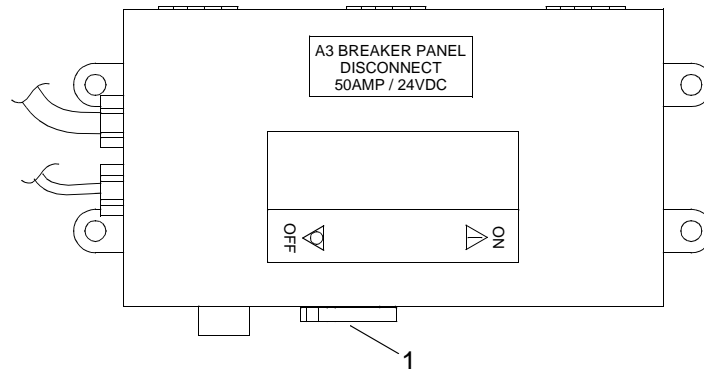 A3 BREAKER PANEL
DISCONNECT
50AMP / 24VDC
OFF
ON
1